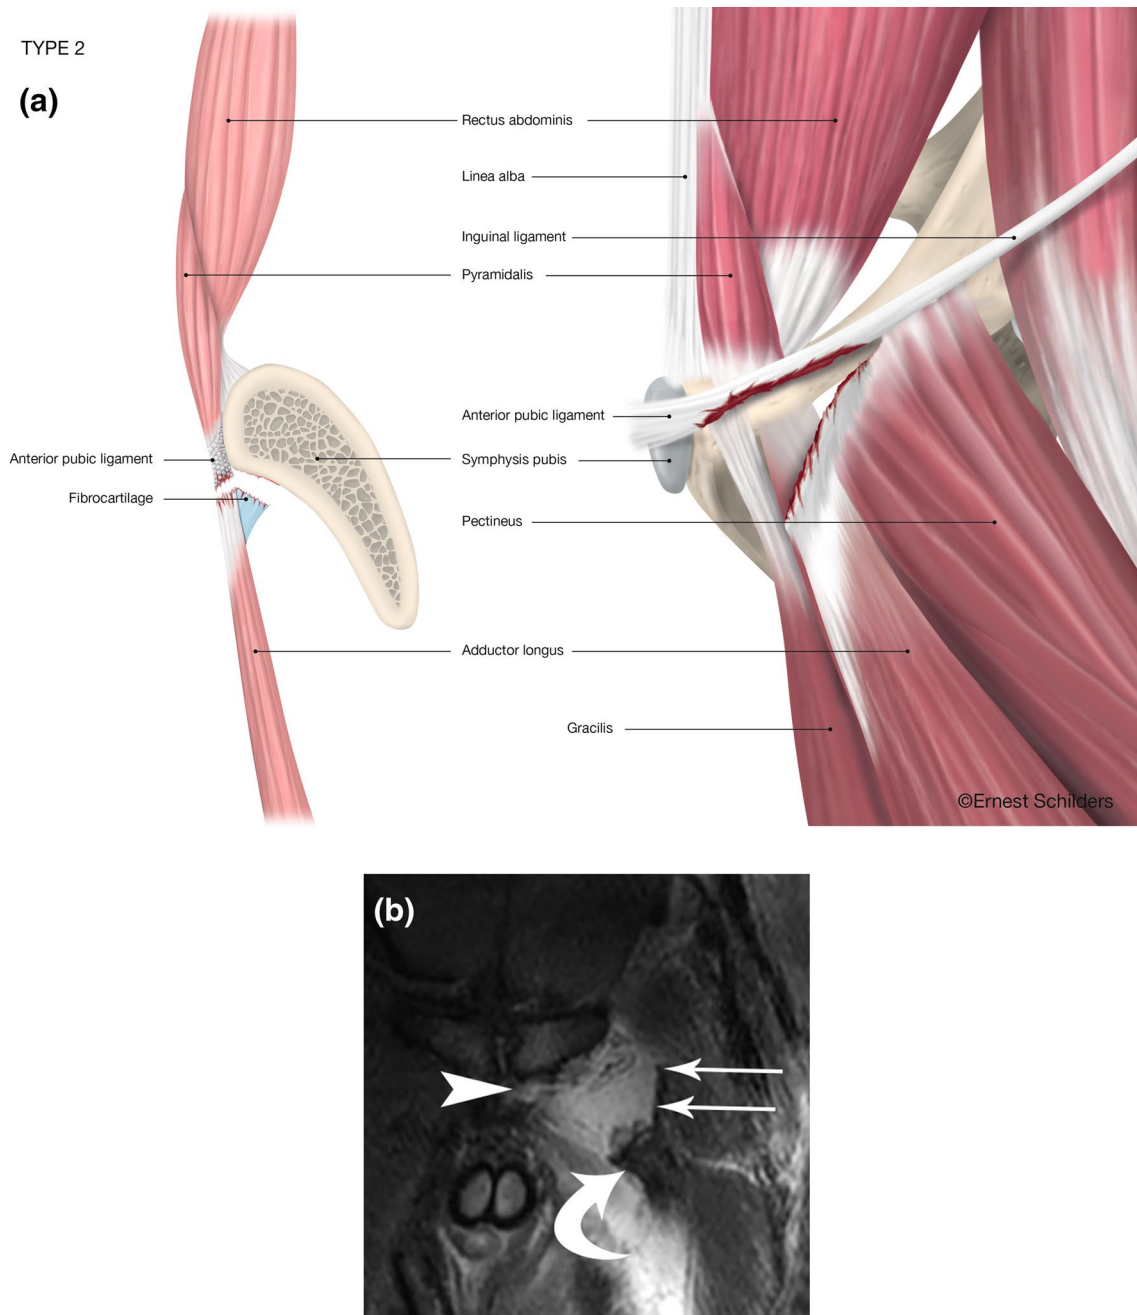 TYPE 2
(a)
Rectus abdominis
Linea alba
Inguinal ligament
Pyramidalis
Anterior pubic ligament
Anterior pubic ligament
Symphysis pubis
Fibrocartilage
Pectineus
Adductor longus
Gracilis
©Ernest Schilders
(b)